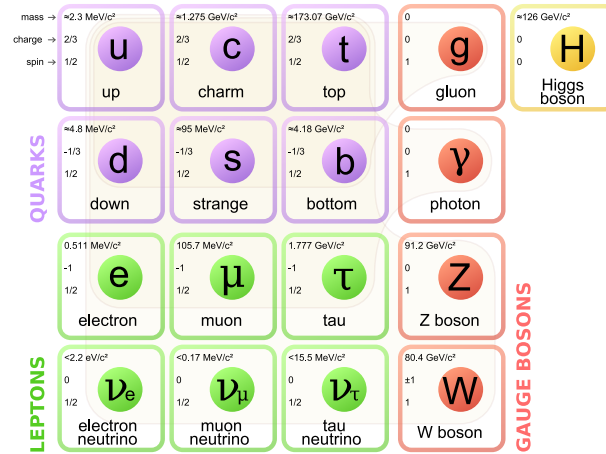 mass → ≈2.3 MeV/c² ≈1.275 GeV/c² ≈173.07 GeV/c² 0 ≈126 GeV/c²
charge → 2/3 2/3 2/3 0 0
spin → 1/2 1/2 1/2 1 0
u c t g H
up charm top gluon Higgs
boson
QUARKS
≈4.8 MeV/c² ≈95 MeV/c² ≈4.18 GeV/c² 0
-1/3 -1/3 -1/3 0
1/2 1/2 1/2 1
d s b γ
down strange bottom photon
0.511 MeV/c² 105.7 MeV/c² 1.777 GeV/c² 91.2 GeV/c²
-1 -1 -1 0
1/2 1/2 1/2 1
e μ τ Z
electron muon tau Z boson
LEPTONS
<2.2 eV/c² <0.17 MeV/c² <15.5 MeV/c² 80.4 GeV/c²
0 0 0 ±1
1/2 1/2 1/2 1
νe νμ ντ W
electron muon tau W boson
neutrino neutrino neutrino
GAUGE BOSONS